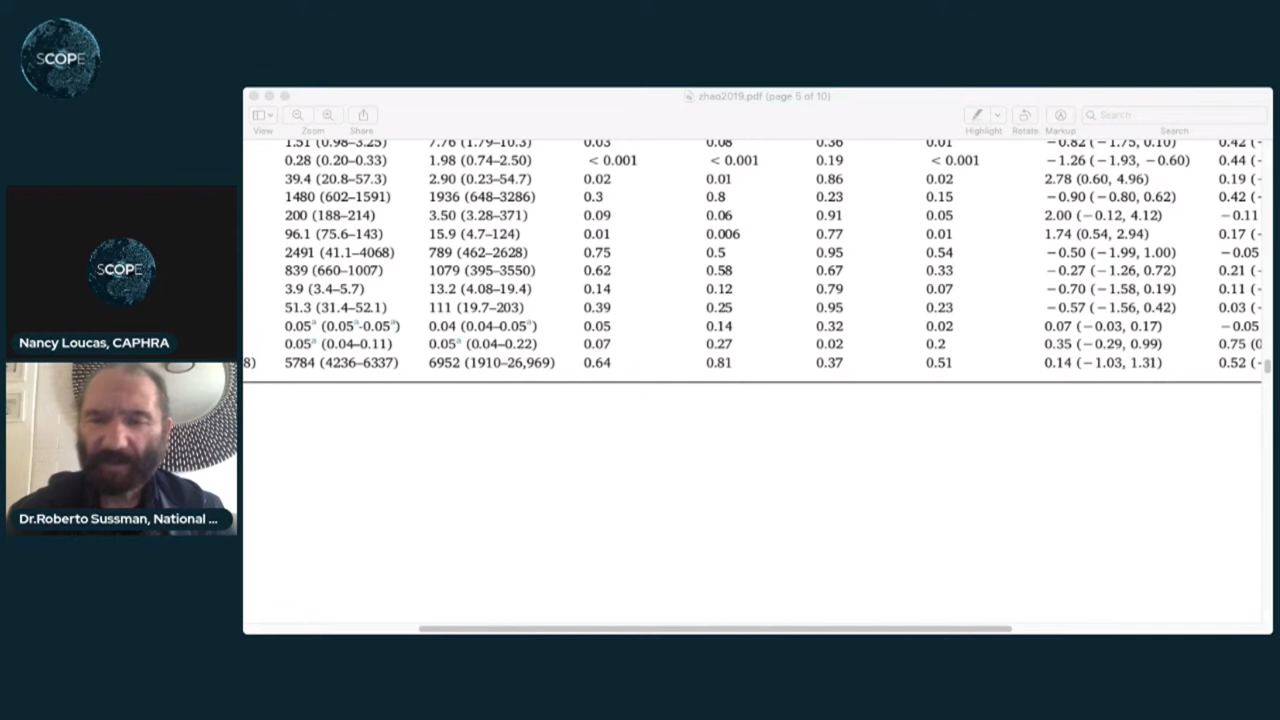 SCOPE
zhao2019.pdf (page 5 of 10)
View Zoom Share Highlight Rotate Markup Search
Search
1.51 (0.98–3.25) 7.76 (1.79–10.3) 0.03 0.08 0.36 0.01 −0.82 (−1.75, 0.10) 0.42 (−
0.28 (0.20–0.33) 1.98 (0.74–2.50) < 0.001 < 0.001 0.19 < 0.001 −1.26 (−1.93, −0.60) 0.44 (−
39.4 (20.8–57.3) 2.90 (0.23–54.7) 0.02 0.01 0.86 0.02 2.78 (0.60, 4.96) 0.19 (−
1480 (602–1591) 1936 (648–3286) 0.3 0.8 0.23 0.15 −0.90 (−0.80, 0.62) 0.42 (−
200 (188–214) 3.50 (3.28–371) 0.09 0.06 0.91 0.05 2.00 (−0.12, 4.12) −0.11
96.1 (75.6–143) 15.9 (4.7–124) 0.01 0.006 0.77 0.01 1.74 (0.54, 2.94) 0.17 (−
2491 (41.1–4068) 789 (462–2628) 0.75 0.5 0.95 0.54 −0.50 (−1.99, 1.00) −0.05
839 (660–1007) 1079 (395–3550) 0.62 0.58 0.67 0.33 −0.27 (−1.26, 0.72) 0.21 (−
3.9 (3.4–5.7) 13.2 (4.08–19.4) 0.14 0.12 0.79 0.07 −0.70 (−1.58, 0.19) 0.11 (−
51.3 (31.4–52.1) 111 (19.7–203) 0.39 0.25 0.95 0.23 −0.57 (−1.56, 0.42) 0.03 (−
0.05ᵃ (0.05ᵃ-0.05ᵃ) 0.04 (0.04–0.05ᵃ) 0.05 0.14 0.32 0.02 0.07 (−0.03, 0.17) −0.05
0.05ᵃ (0.04–0.11) 0.05ᵃ (0.04–0.22) 0.07 0.27 0.02 0.2 0.35 (−0.29, 0.99) 0.75 (0
8) 5784 (4236–6337) 6952 (1910–26,969) 0.64 0.81 0.37 0.51 0.14 (−1.03, 1.31) 0.52 (−
SCOPE
Nancy Loucas, CAPHRA
Dr.Roberto Sussman, National ...